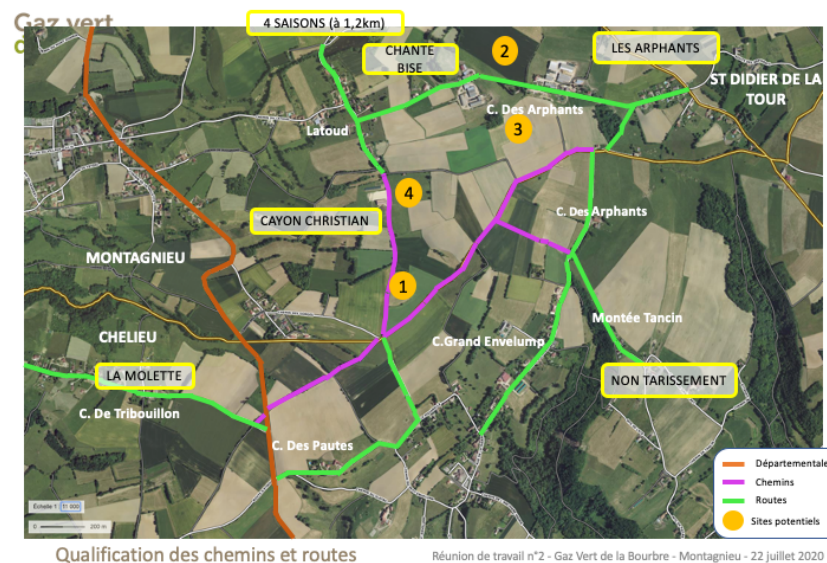 Gaz vert
4 SAISONS (à 1,2km)
CHANTE
BISE
2
LES ARPHANTS
ST DIDIER DE LA
TOUR
C. Des Arphants
Latoud
3
4
CAYON CHRISTIAN
C. Des Arphants
MONTAGNIEU
1
CHELIEU
Montée Tancin
C.Grand Envelump
LA MOLETTE
NON TARISSEMENT
C. De Tribouillon
C. Des Pautes
Départementale
Chemins
Routes
Sites potentiels
Echelle 1: 11 000
0 200 m
Qualification des chemins et routes
Réunion de travail n°2 - Gaz Vert de la Bourbre - Montagnieu - 22 juillet 2020